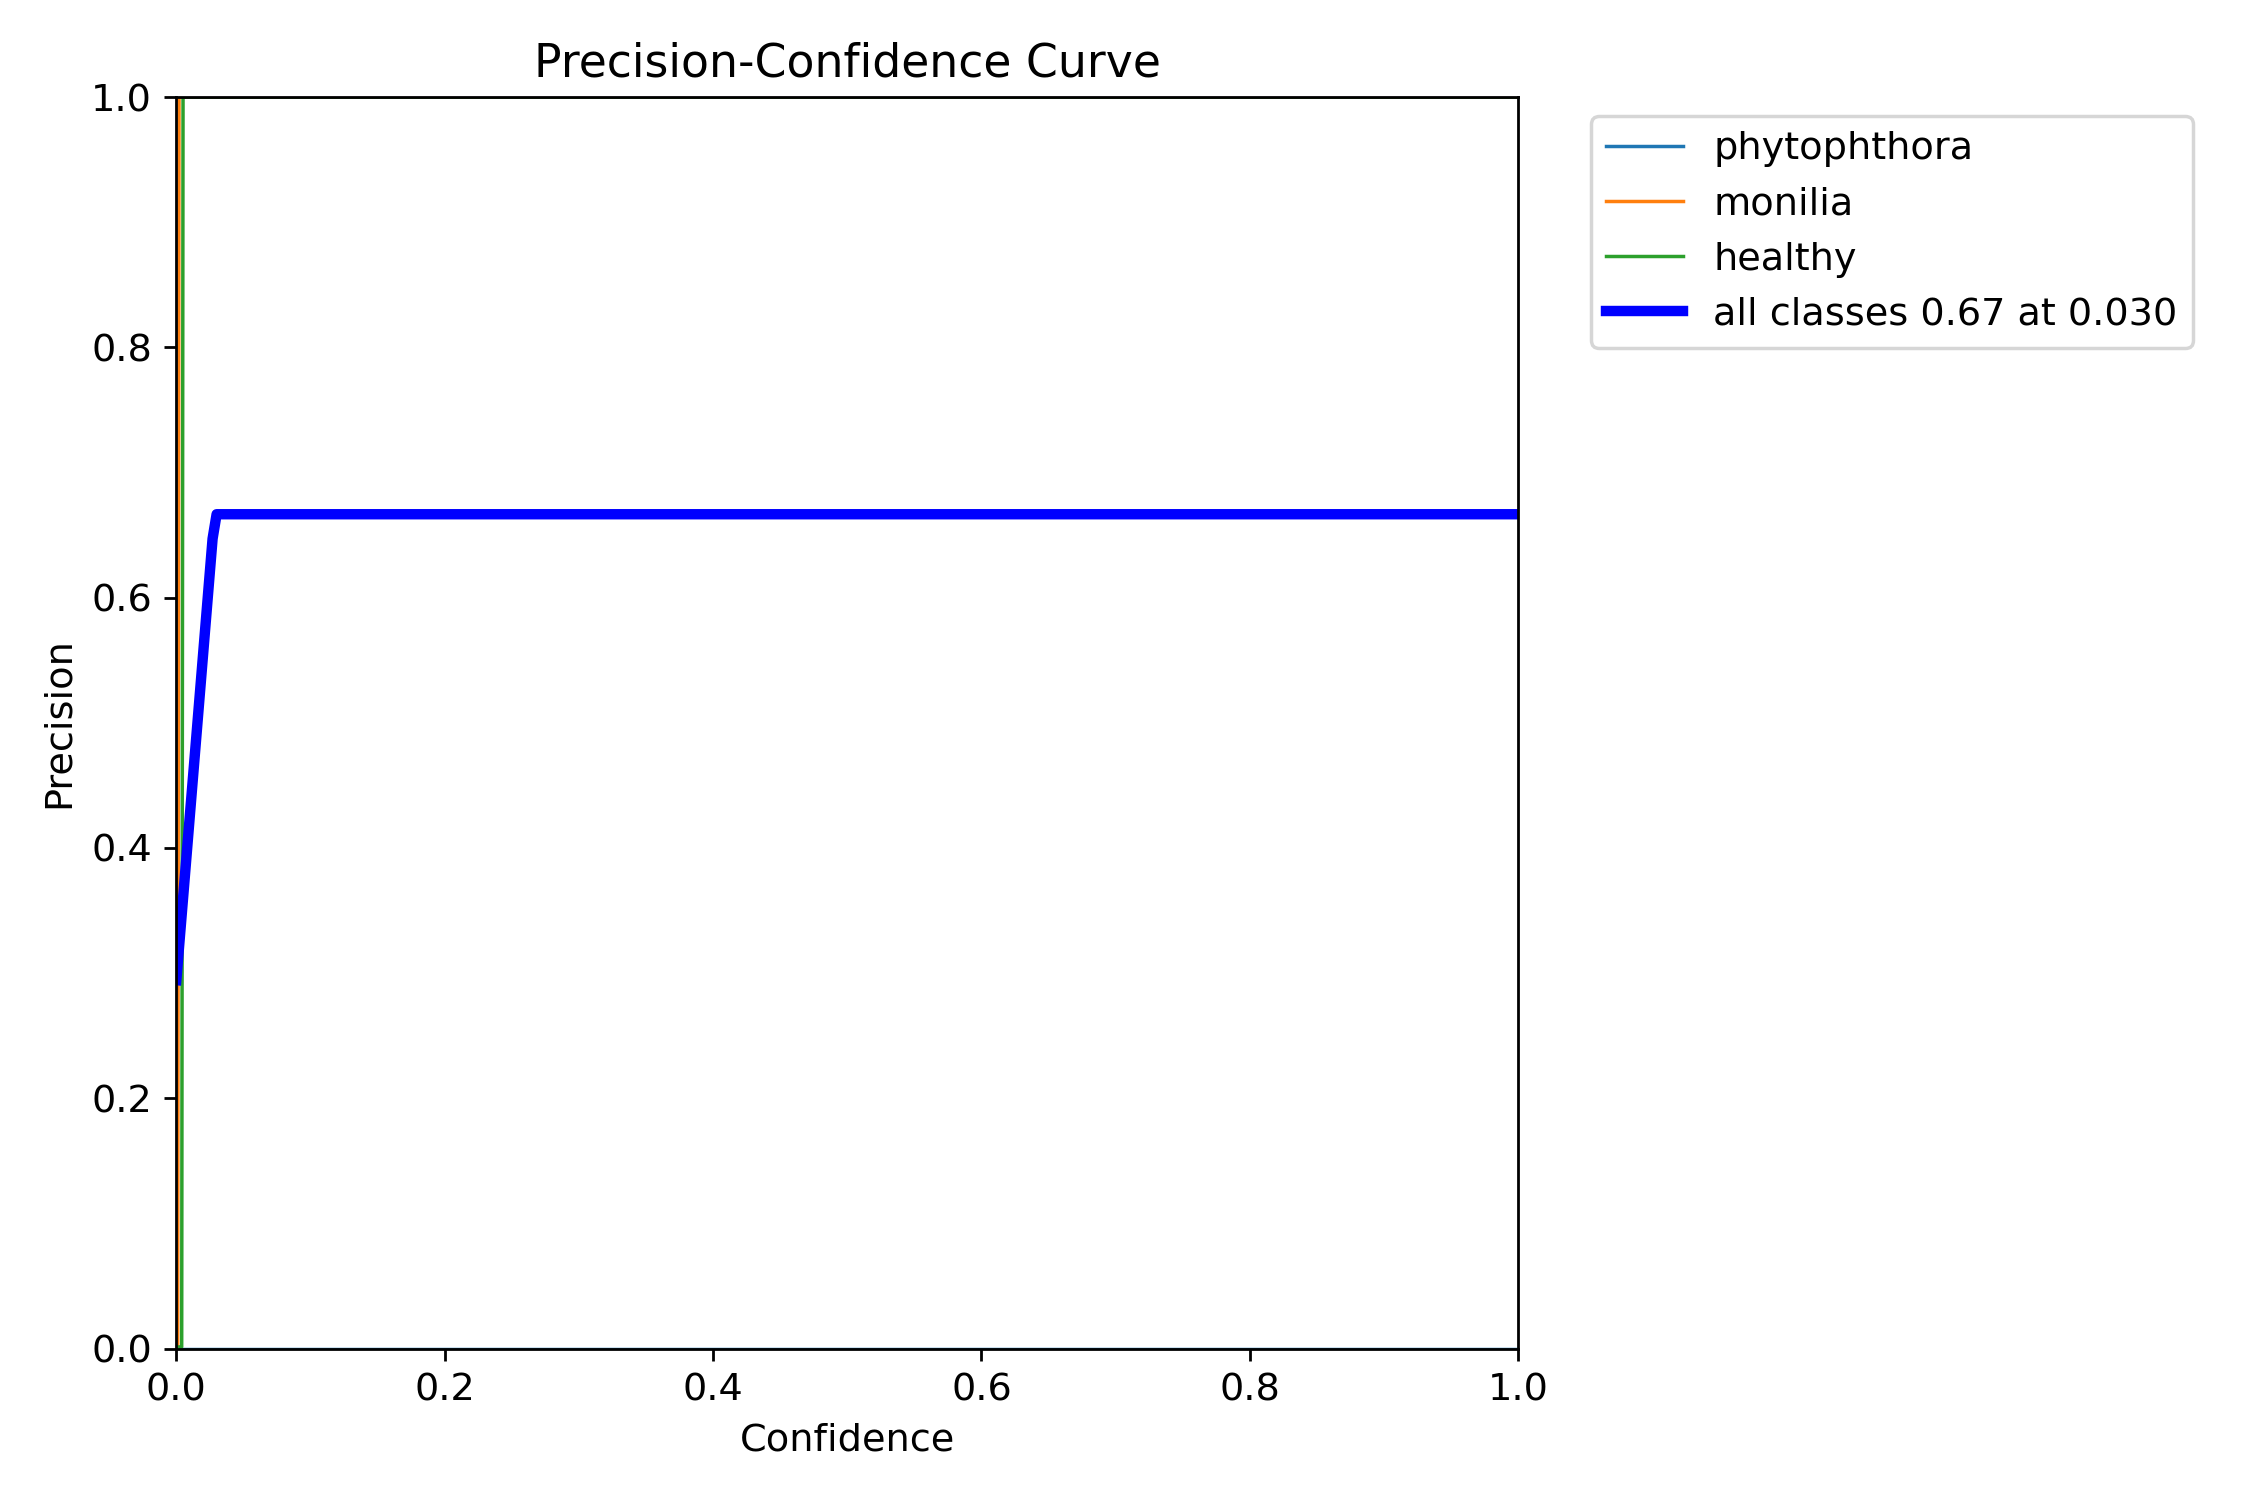 Precision-Confidence Curve
1.0
0.8
0.6
0.4
0.2
0.0
Precision
0.0 0.2 0.4 0.6 0.8 1.0
Confidence
phytophthora
monilia
healthy
all classes 0.67 at 0.030